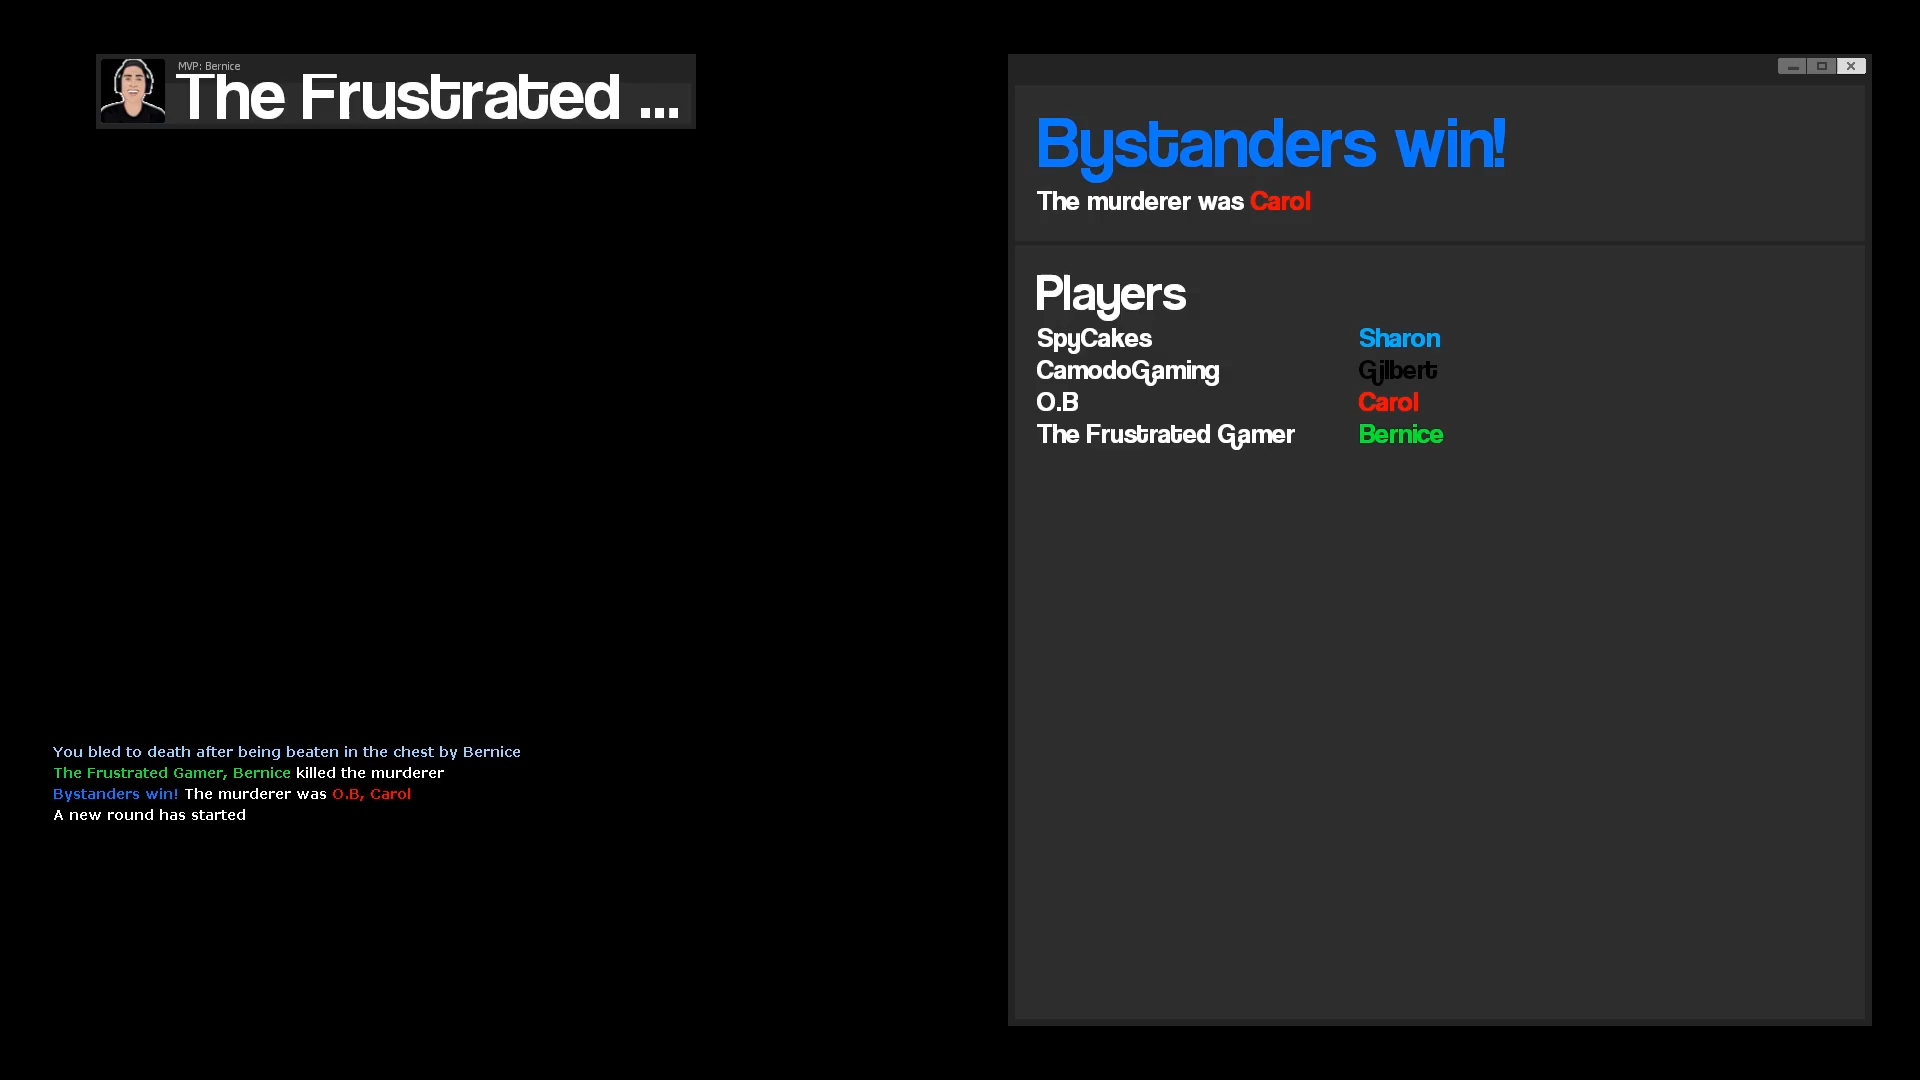 MVP: Bernice
The Frustrated ...
Bystanders win!
The murderer was Carol
Players
SpyCakes Sharon
CamodoGaming Gilbert
O.B Carol
The Frustrated Gamer Bernice
You bled to death after being beaten in the chest by Bernice
The Frustrated Gamer, Bernice killed the murderer
Bystanders win! The murderer was O.B, Carol
A new round has started